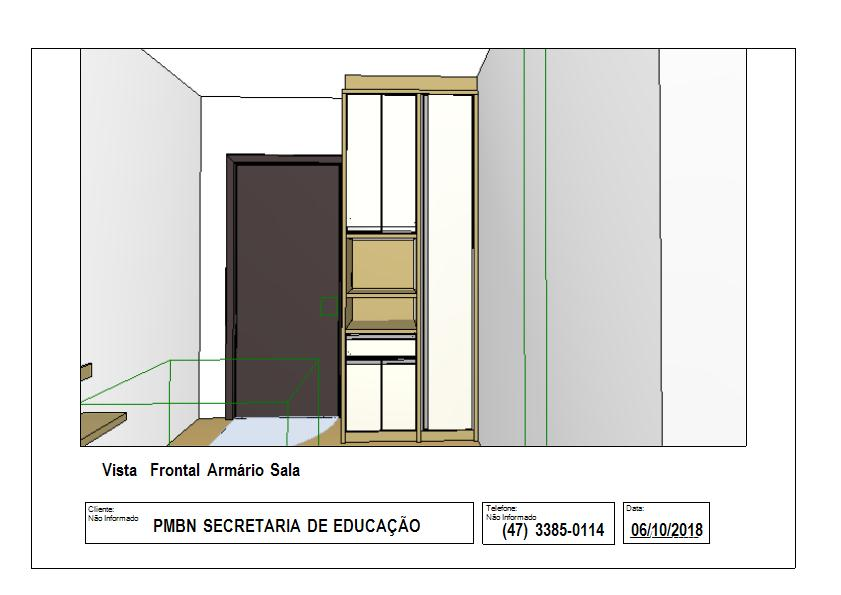 Vista Frontal Armário Sala
Cliente:
Não Informado
PMBN SECRETARIA DE EDUCAÇÃO
Telefone:
Não Informado
(47) 3385-0114
Data:
06/10/2018